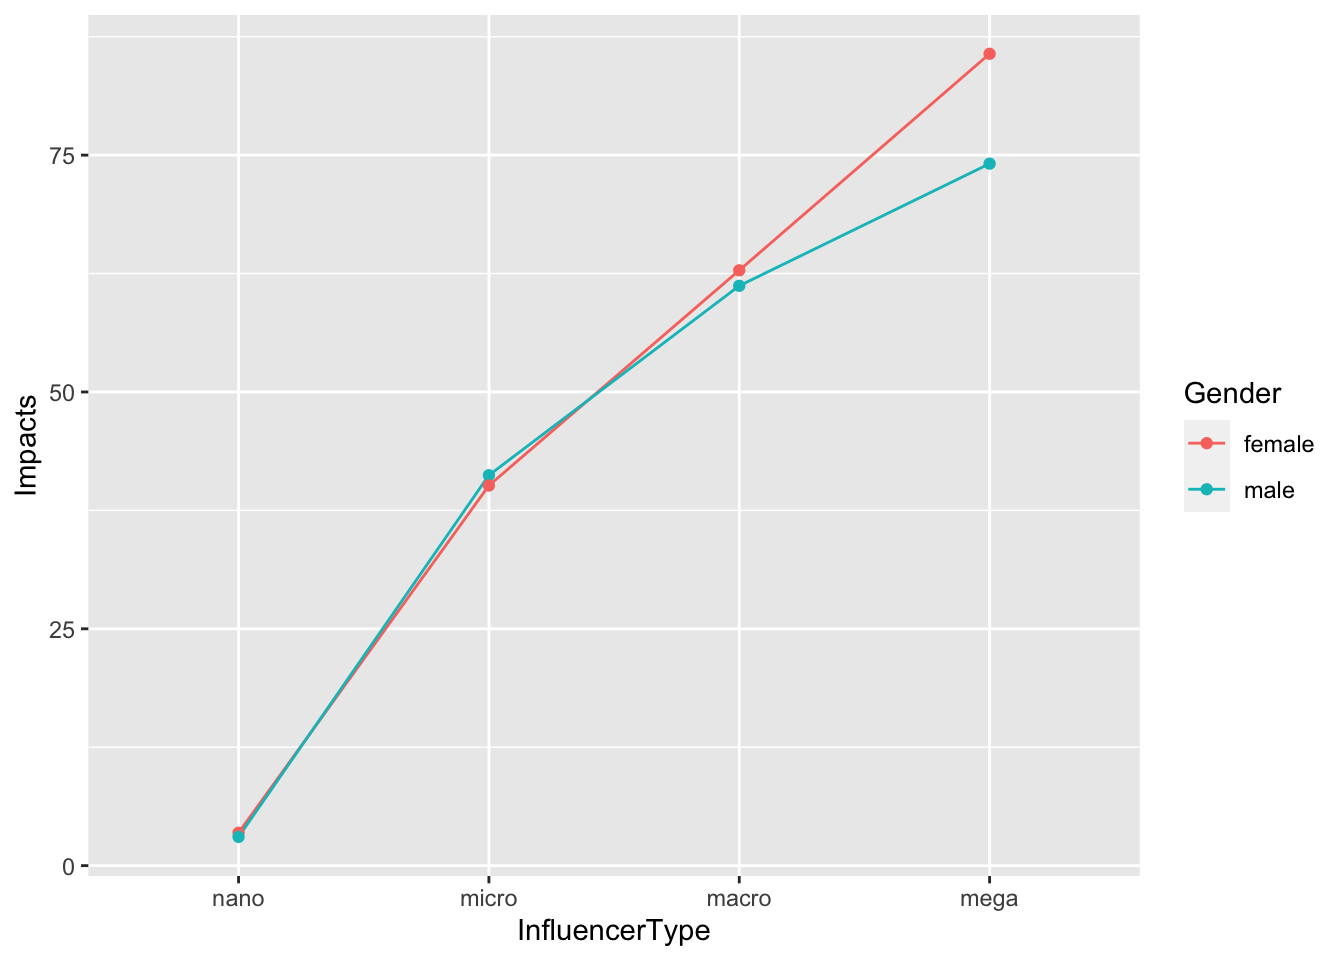 75
50
25
0
Impacts
nano micro macro mega
InfluencerType
Gender
female
male